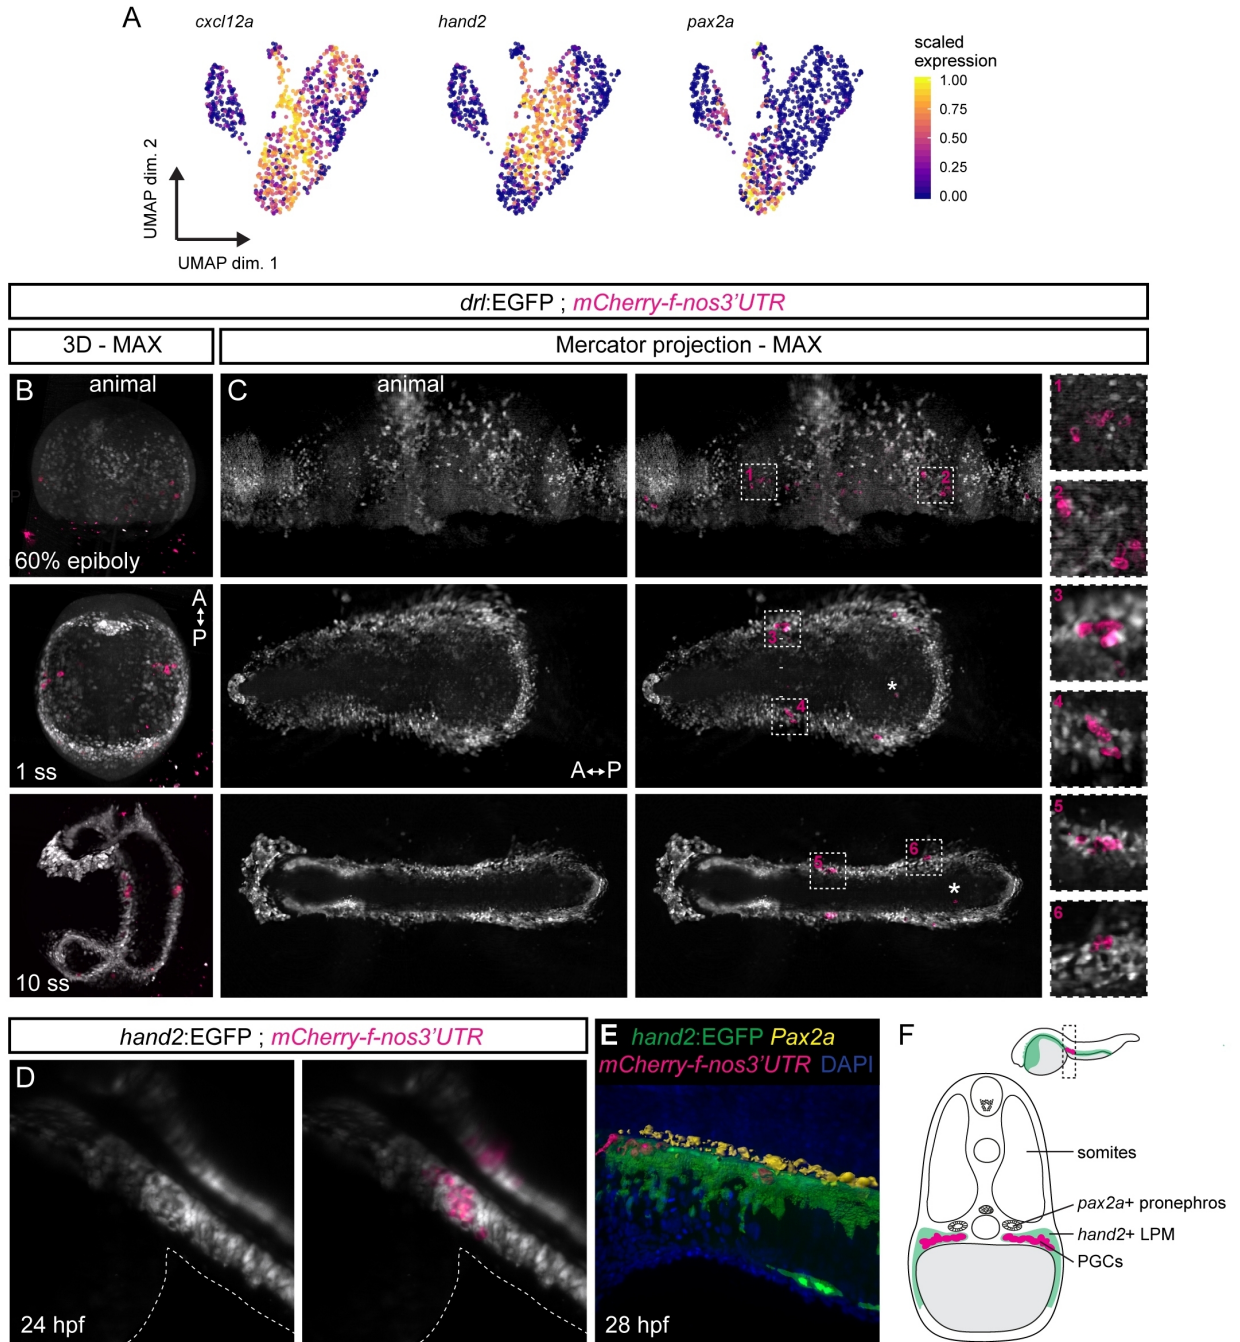 A
cxcl12a
hand2
pax2a
scaled
expression
1.00
0.75
0.50
0.25
0.00
UMAP dim. 2
UMAP dim. 1
drl:EGFP ; mCherry-f-nos3'UTR
3D - MAX
Mercator projection - MAX
B
animal
60% epiboly
C
animal
1
2
1
2
A
P
1 ss
A↔P
3
4
*
3
4
10 ss
5
6
*
5
6
hand2:EGFP ; mCherry-f-nos3'UTR
D
24 hpf
E hand2:EGFP Pax2a
mCherry-f-nos3'UTR DAPI
28 hpf
F
somites
pax2a+ pronephros
hand2+ LPM
PGCs